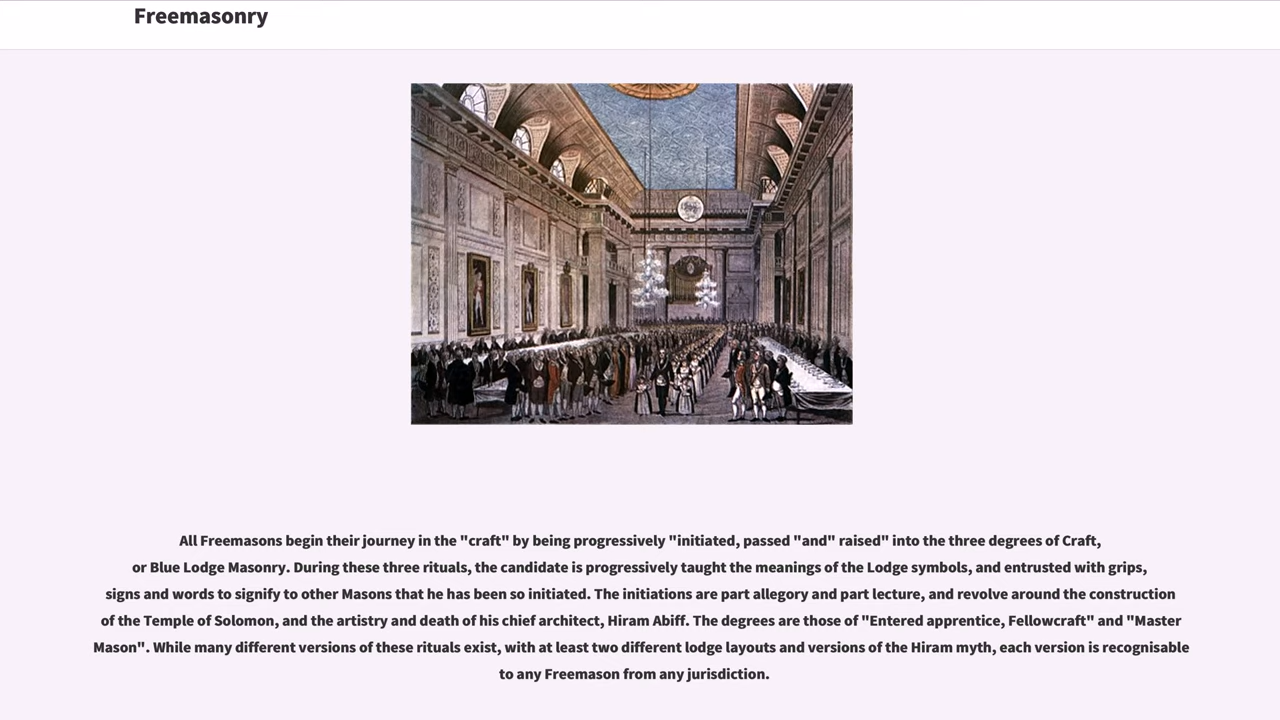 Freemasonry
All Freemasons begin their journey in the "craft" by being progressively "initiated, passed "and" raised" into the three degrees of Craft,
or Blue Lodge Masonry. During these three rituals, the candidate is progressively taught the meanings of the Lodge symbols, and entrusted with grips,
signs and words to signify to other Masons that he has been so initiated. The initiations are part allegory and part lecture, and revolve around the construction
of the Temple of Solomon, and the artistry and death of his chief architect, Hiram Abiff. The degrees are those of "Entered apprentice, Fellowcraft" and "Master
Mason". While many different versions of these rituals exist, with at least two different lodge layouts and versions of the Hiram myth, each version is recognisable
to any Freemason from any jurisdiction.